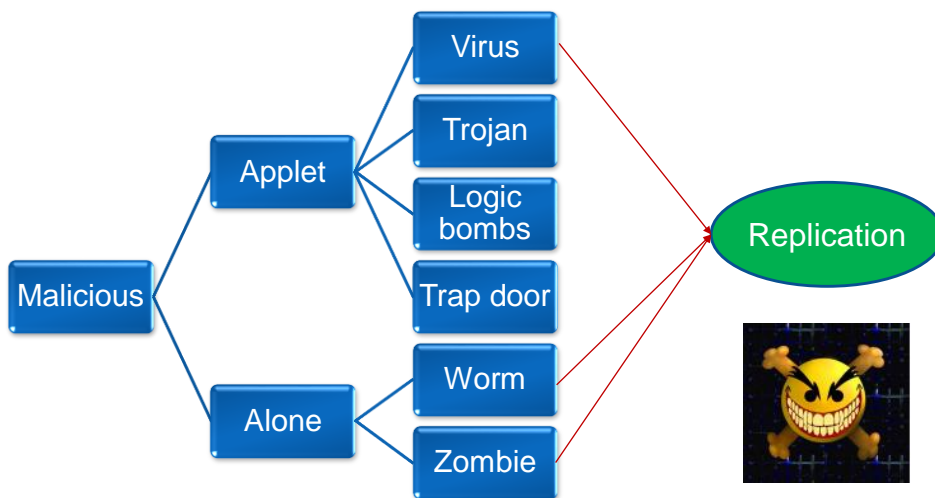 Virus
Trojan
Applet
Logic
bombs
Replication
Malicious
Trap door
Worm
Alone
Zombie